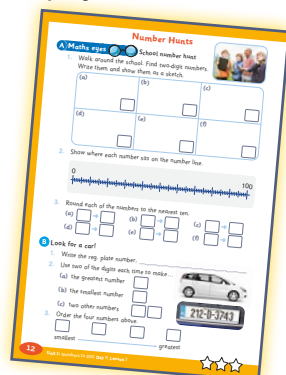 Number Hunts
A Maths eyes School number hunt
1. Walk around the school. Find two-digit numbers.
Write them and show them as a sketch.
(a) (b) (c)
(d) (e) (f)
2. Show where each number sits on the number line.
0 100
3. Round each of the numbers to the nearest ten.
(a) (b) (c)
(d) (e) (f)
B Look for a car!
1. Write the reg. plate number.
2. Use two of the digits each time to make...
(a) the greatest number
(b) the smallest number
(c) two other numbers
212-D-3743
3. Order the four numbers above.
smallest greatest
12